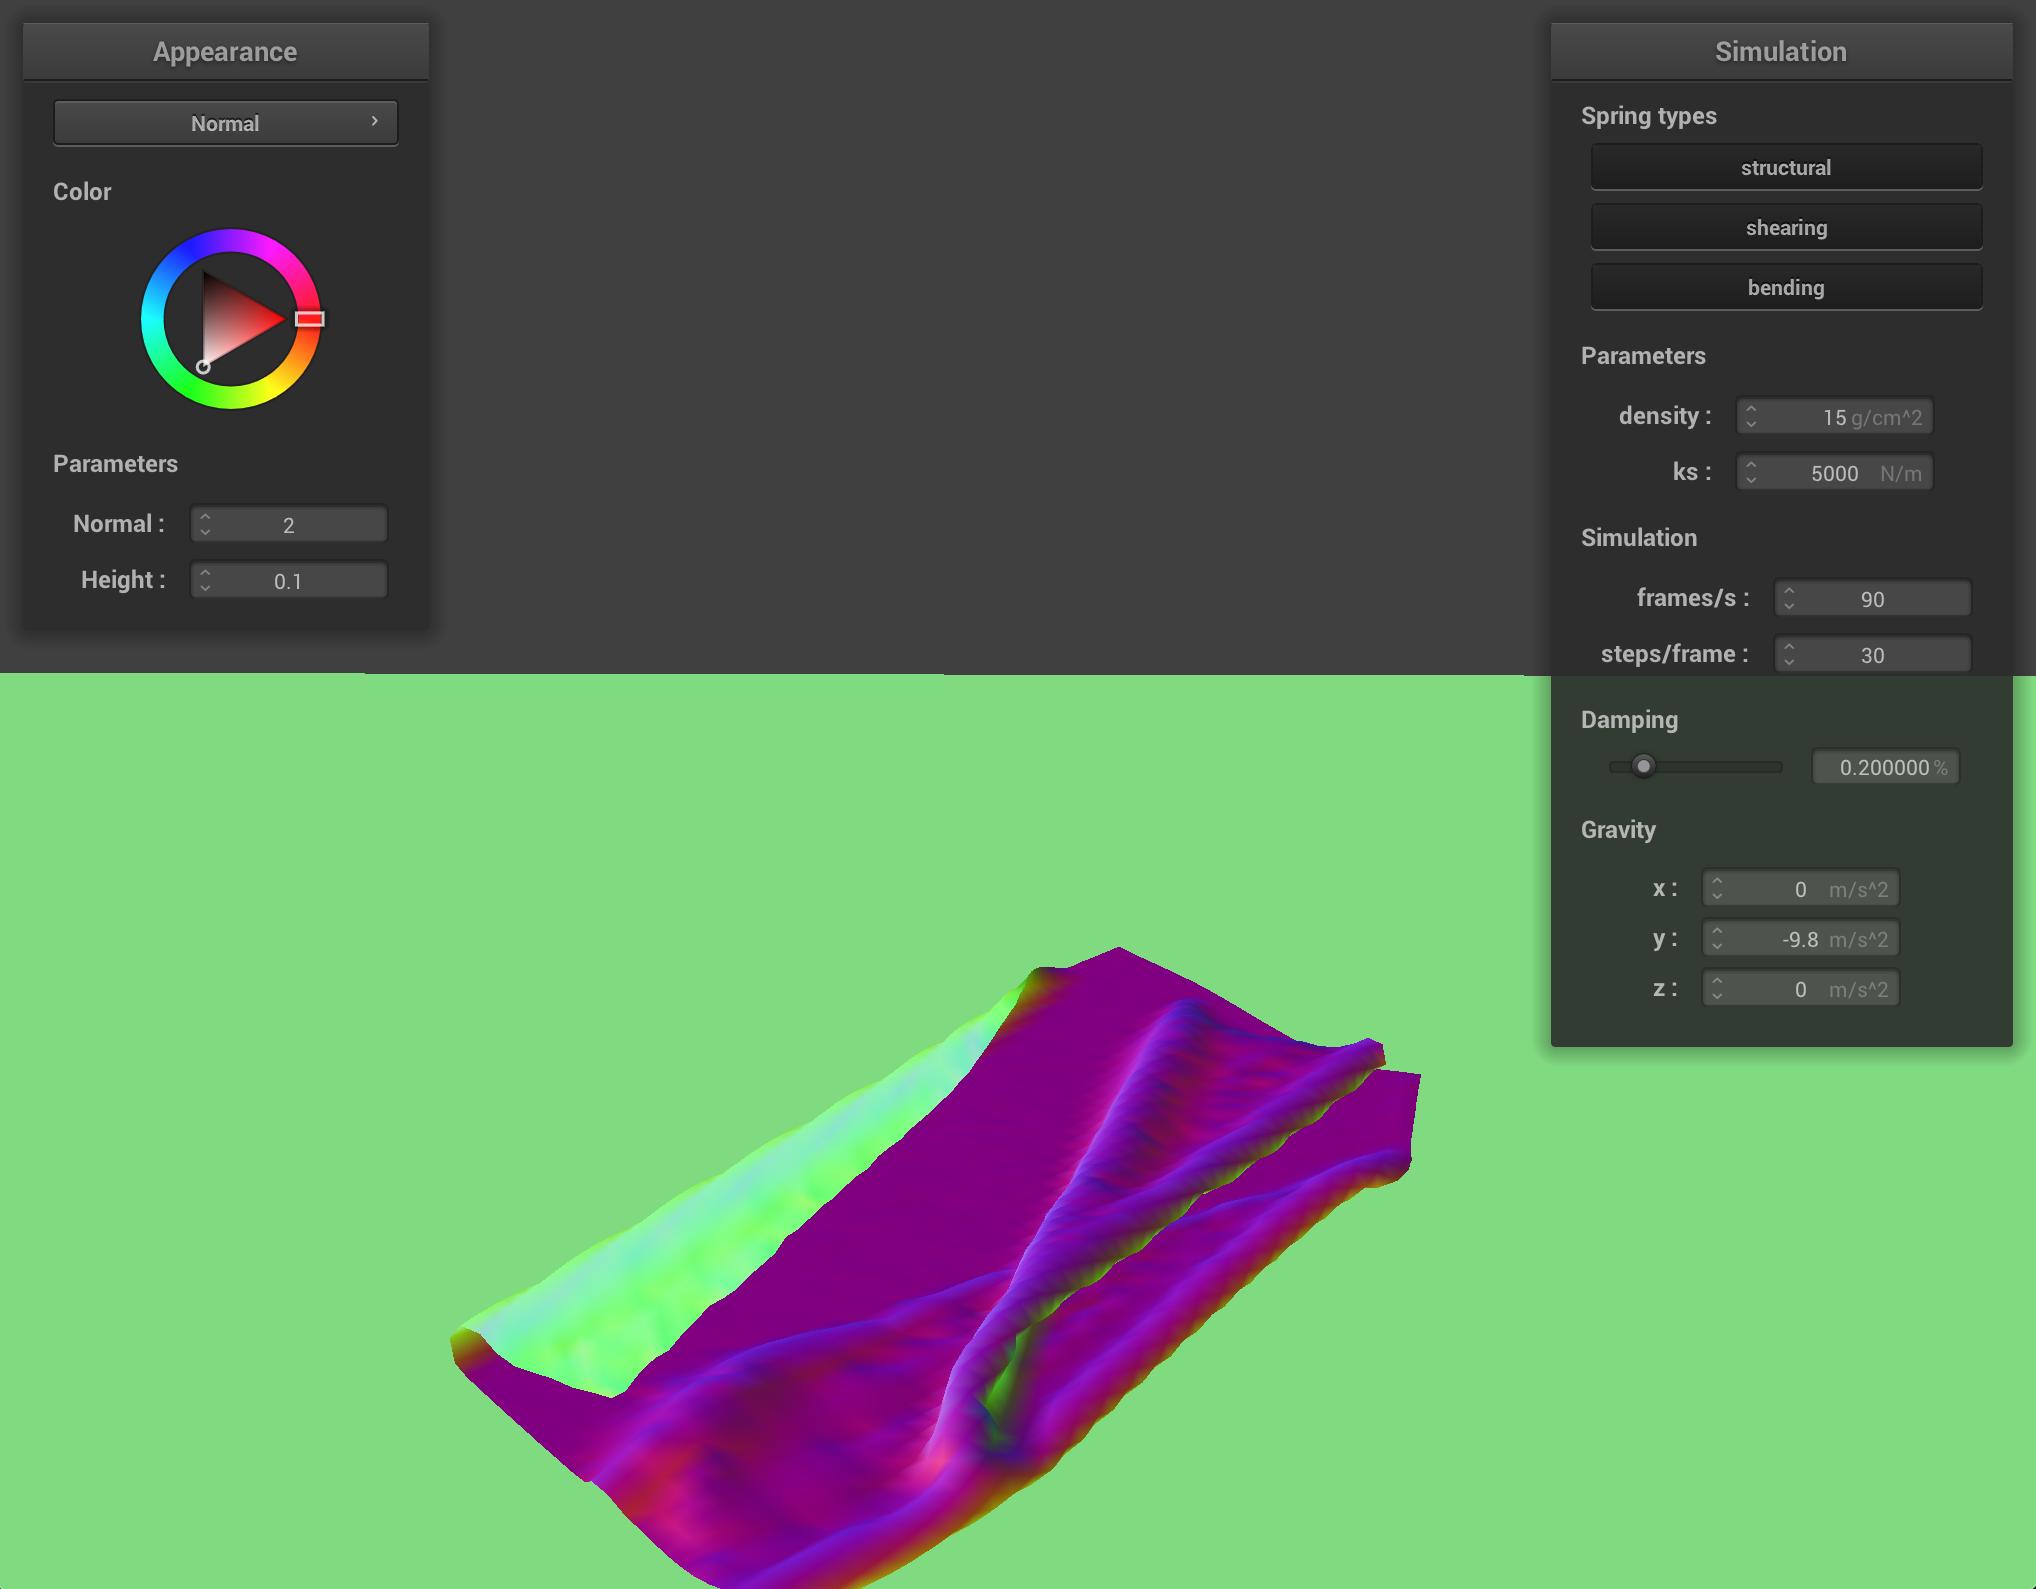 Appearance
Normal
Color
Parameters
Normal : 2
Height : 0.1
Simulation
Spring types
structural
shearing
bending
Parameters
density : 15 g/cm^2
ks : 5000 N/m
Simulation
frames/s : 90
steps/frame : 30
Damping
0.200000 %
Gravity
x : 0 m/s^2
y : -9.8 m/s^2
z : 0 m/s^2